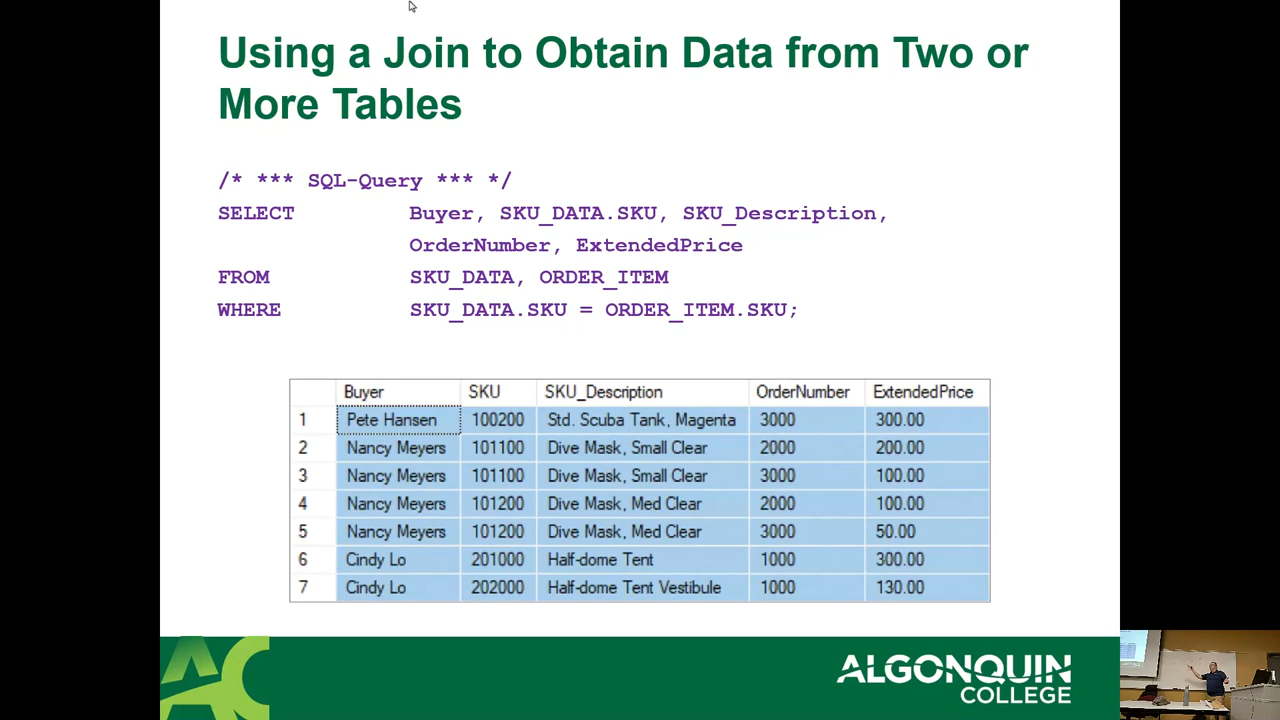 Using a Join to Obtain Data from Two or
More Tables
/* *** SQL-Query *** */
SELECT Buyer, SKU_DATA.SKU, SKU_Description,
OrderNumber, ExtendedPrice
FROM SKU_DATA, ORDER_ITEM
WHERE SKU_DATA.SKU = ORDER_ITEM.SKU;
Buyer SKU SKU_Description OrderNumber ExtendedPrice
1 Pete Hansen 100200 Std. Scuba Tank, Magenta 3000 300.00
2 Nancy Meyers 101100 Dive Mask, Small Clear 2000 200.00
3 Nancy Meyers 101100 Dive Mask, Small Clear 3000 100.00
4 Nancy Meyers 101200 Dive Mask, Med Clear 2000 100.00
5 Nancy Meyers 101200 Dive Mask, Med Clear 3000 50.00
6 Cindy Lo 201000 Half-dome Tent 1000 300.00
7 Cindy Lo 202000 Half-dome Tent Vestibule 1000 130.00
AC
ALGONQUIN
COLLEGE